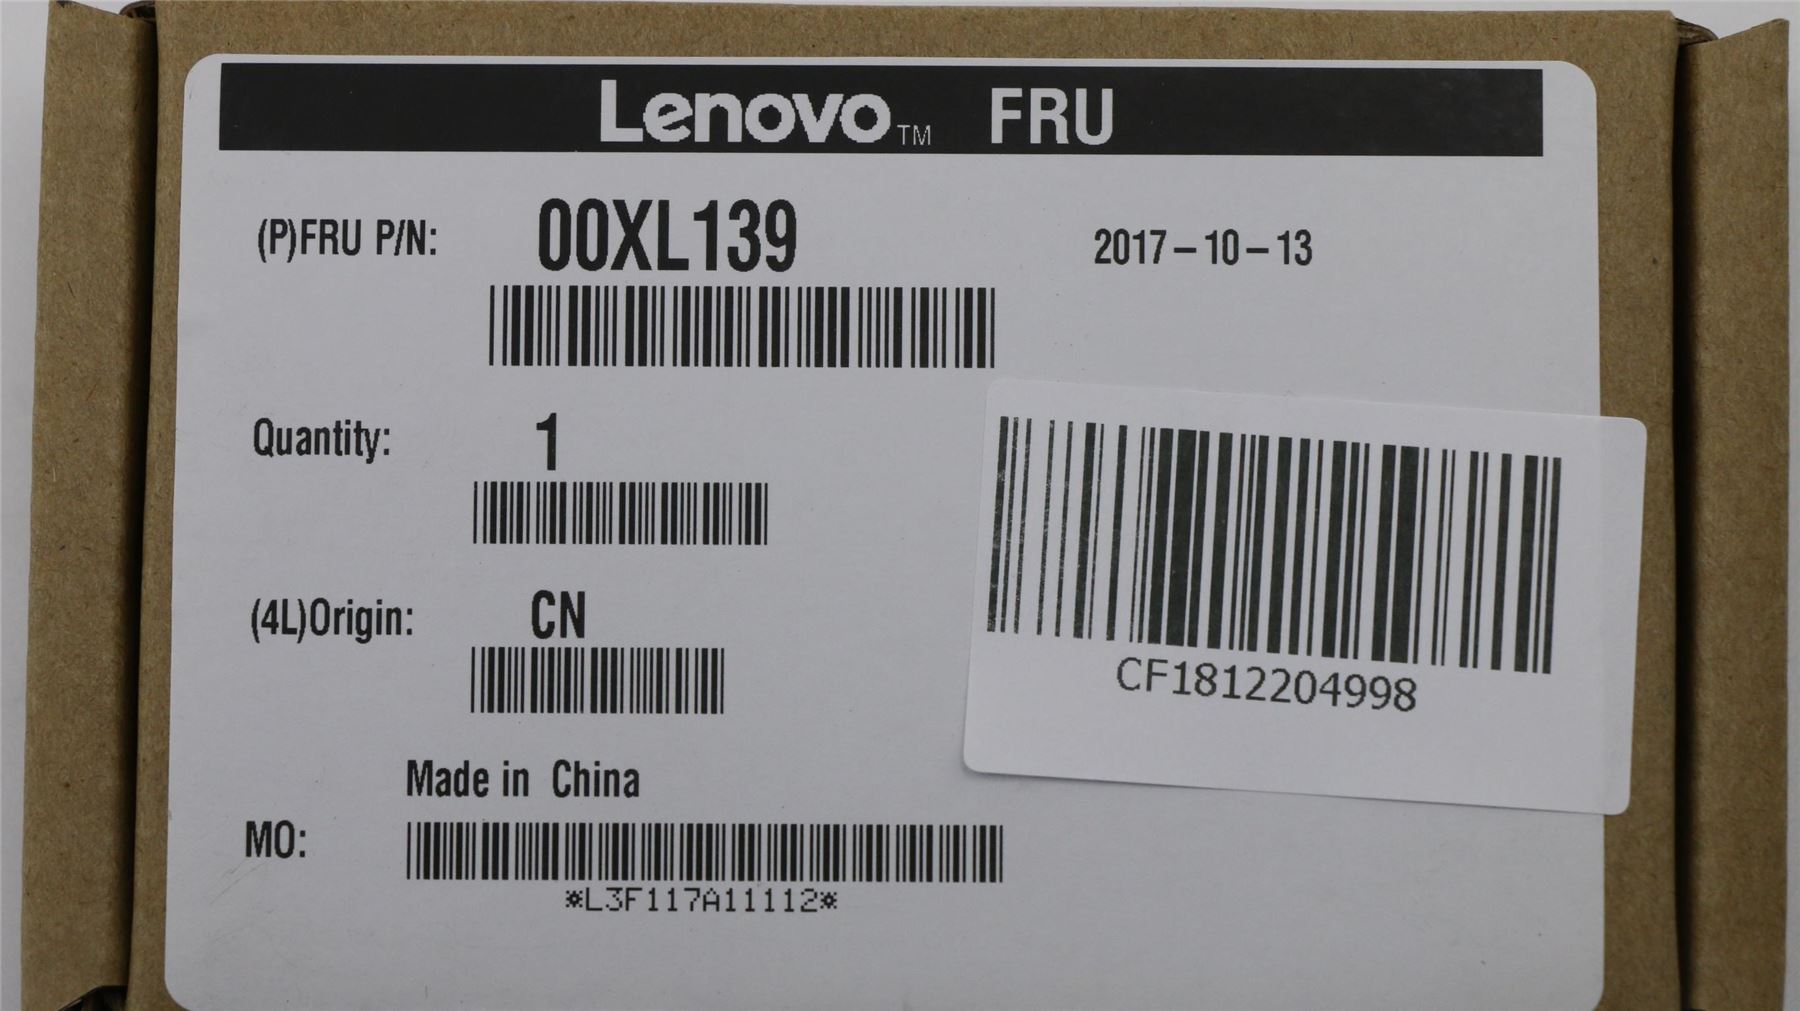 Lenovo™ FRU
(P)FRU P/N: 00XL139 2017-10-13
Quantity: 1
(4L)Origin: CN
CF1812204998
Made in China
MO:
*L3F117A11112*